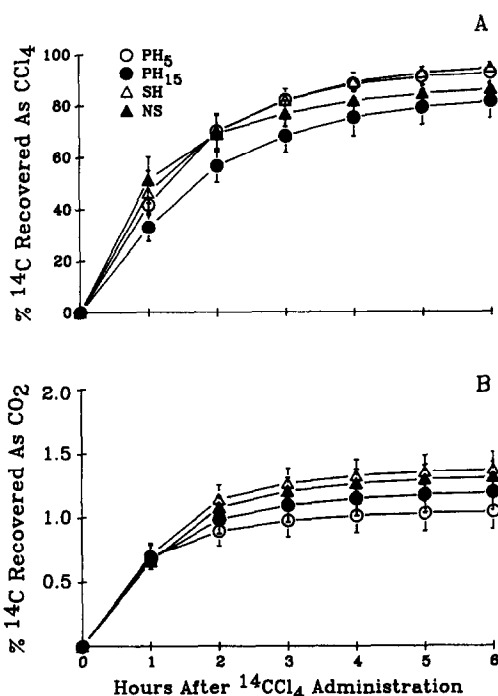 A
% ¹⁴C Recovered As CCl₄
100
80
60
40
20
0
PH₅
PH₁₅
SH
NS
B
% ¹⁴C Recovered As CO₂
2.0
1.5
1.0
0.5
0 1 2 3 4 5 6
Hours After ¹⁴CCl₄ Administration